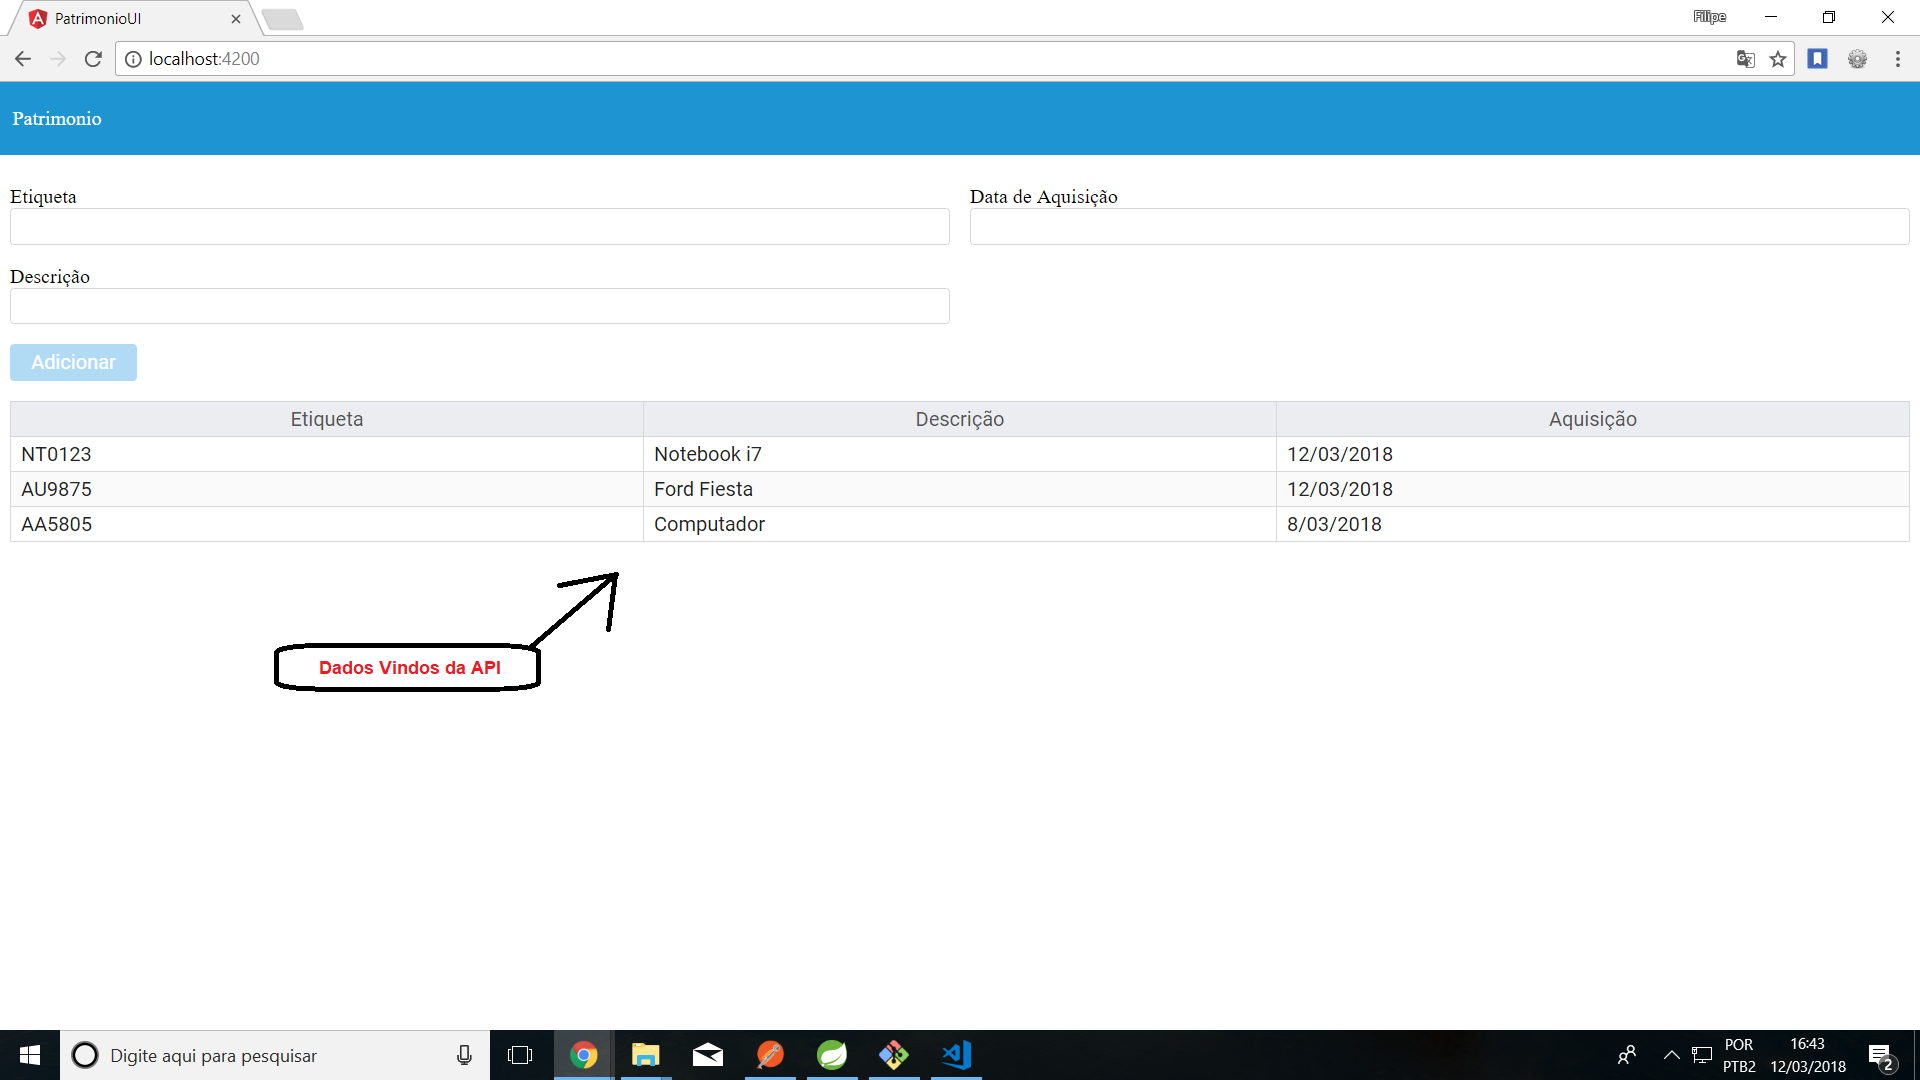 PatrimonioUI
Filipe
localhost:4200
Patrimonio
Etiqueta
Data de Aquisição
Descrição
Adicionar
Etiqueta Descrição Aquisição
NT0123 Notebook i7 12/03/2018
AU9875 Ford Fiesta 12/03/2018
AA5805 Computador 8/03/2018
Dados Vindos da API
Digite aqui para pesquisar
POR
PTB2
16:43
12/03/2018
2